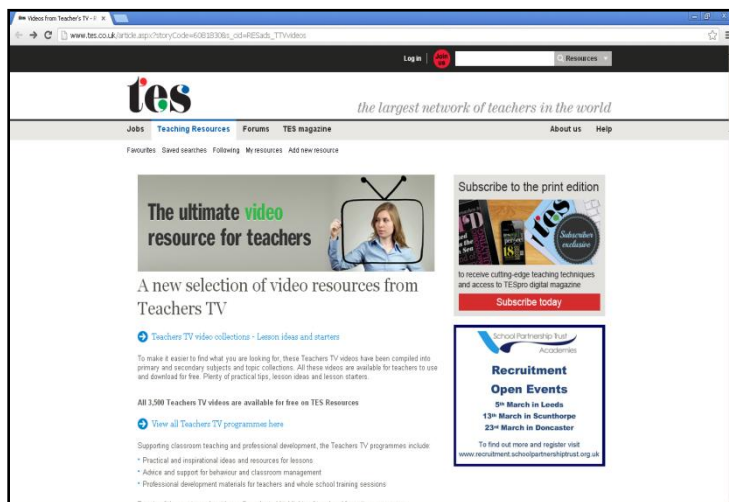 Videos from Teacher's TV - R
www.tes.co.uk/article.aspx?storyCode=6081830&s_cid=RESads_TTVvideos
Log in
Join us
Resources
tes
the largest network of teachers in the world
Jobs Teaching Resources Forums TES magazine About us Help
Favourites Saved searches Following My resources Add new resource
The ultimate video
resource for teachers
A new selection of video resources from
Teachers TV
Teachers TV video collections - Lesson ideas and starters
To make it easier to find what you are looking for, these Teachers TV videos have been compiled into
primary and secondary subjects and topic collections. All these videos are available for teachers to use
and download for free. Plenty of practical tips, lesson ideas and lesson starters.
All 3,500 Teachers TV videos are available for free on TES Resources
View all Teachers TV programmes here
Supporting classroom teaching and professional development, the Teachers TV programmes include:
Practical and inspirational ideas and resources for lessons
Advice and support for behaviour and classroom management
Professional development materials for teachers and whole school training sessions
Subscribe to the print edition
tes
Subscriber
exclusive
to receive cutting-edge teaching techniques
and access to TESpro digital magazine
Subscribe today
School Partnership Trust
Academies
Recruitment
Open Events
5th March in Leeds
13th March in Scunthorpe
23rd March in Doncaster
To find out more and register visit
www.recruitment.schoolpartnershiptrust.org.uk